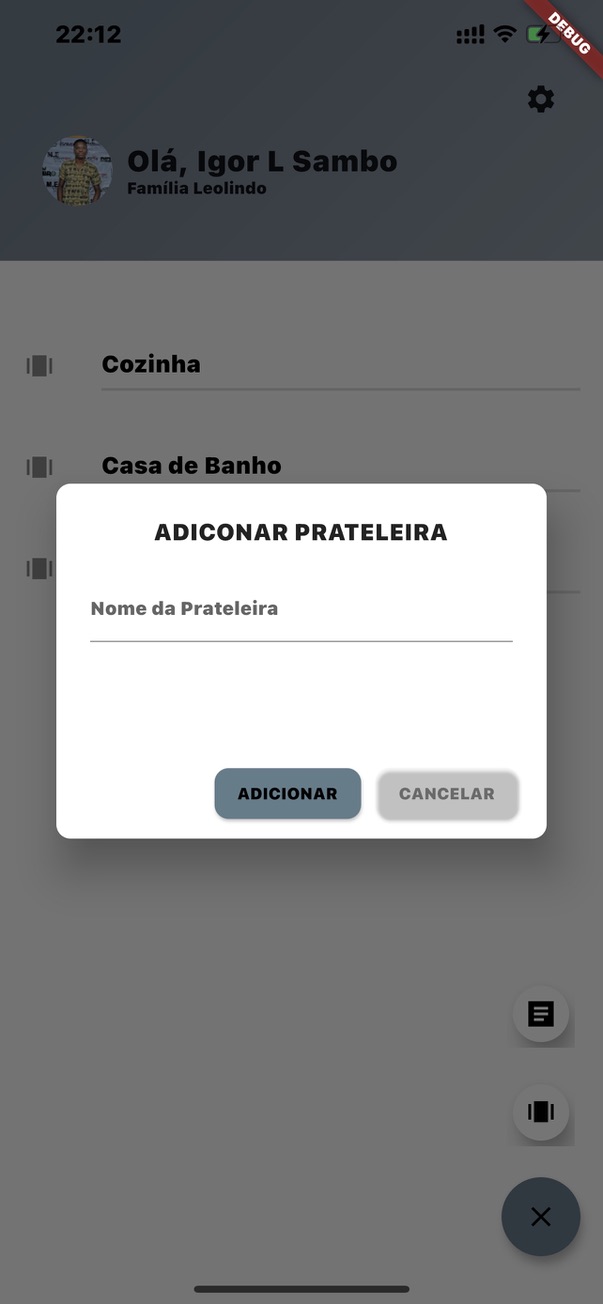 22:12
DEBUG
Olá, Igor L Sambo
Família Leolindo
Cozinha
Casa de Banho
ADICONAR PRATELEIRA
Nome da Prateleira
ADICIONAR
CANCELAR